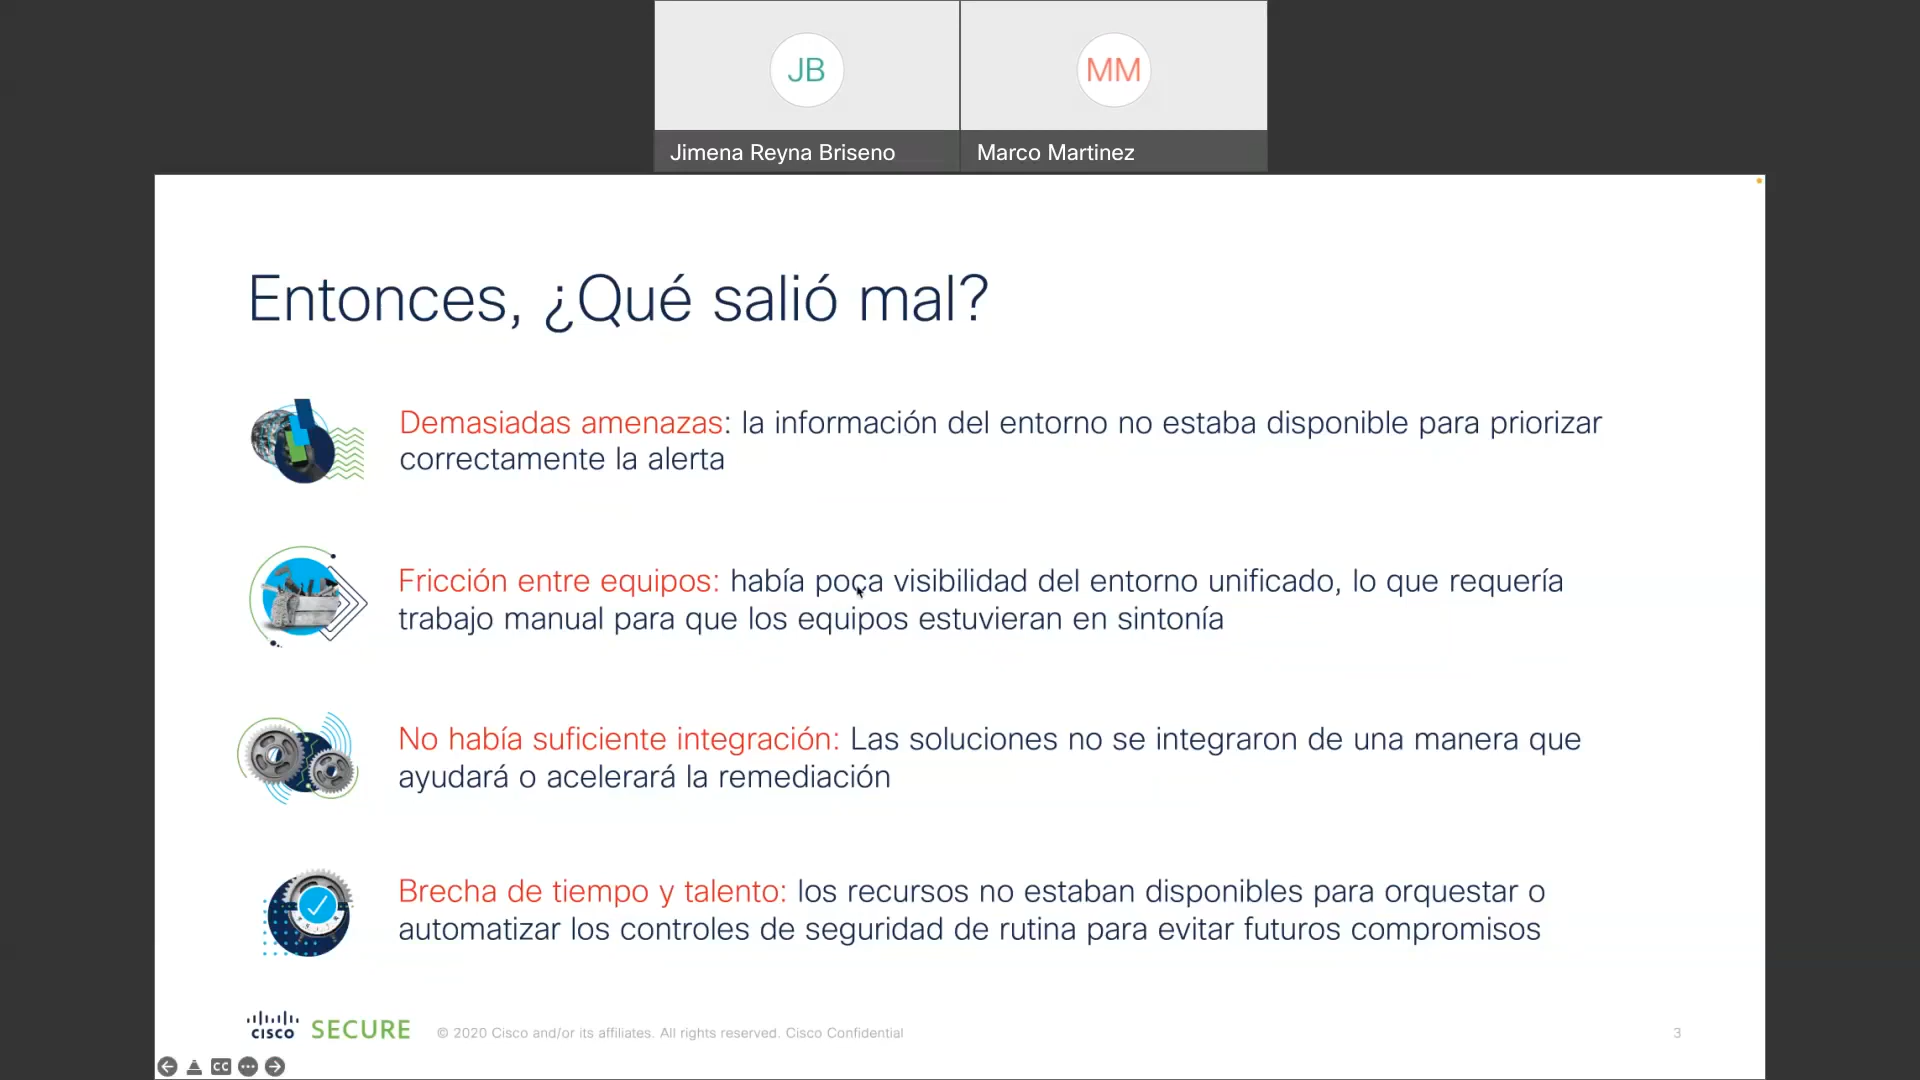 JB
MM
Jimena Reyna Briseno
Marco Martinez
Entonces, ¿Qué salió mal?
Demasiadas amenazas: la información del entorno no estaba disponible para priorizar
correctamente la alerta
Fricción entre equipos: había poca visibilidad del entorno unificado, lo que requería
trabajo manual para que los equipos estuvieran en sintonía
No había suficiente integración: Las soluciones no se integraron de una manera que
ayudará o acelerará la remediación
Brecha de tiempo y talento: los recursos no estaban disponibles para orquestar o
automatizar los controles de seguridad de rutina para evitar futuros compromisos
CISCO SECURE © 2020 Cisco and/or its affiliates. All rights reserved. Cisco Confidential 3
CC